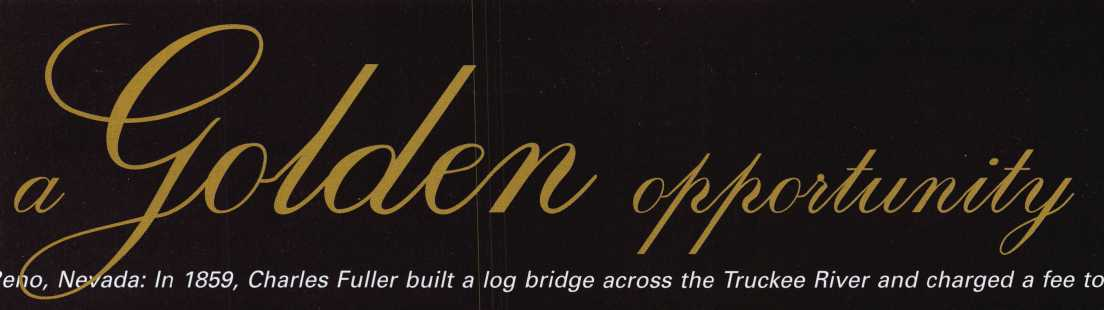 a Golden opportunity
Reno, Nevada: In 1859, Charles Fuller built a log bridge across the Truckee River and charged a fee to